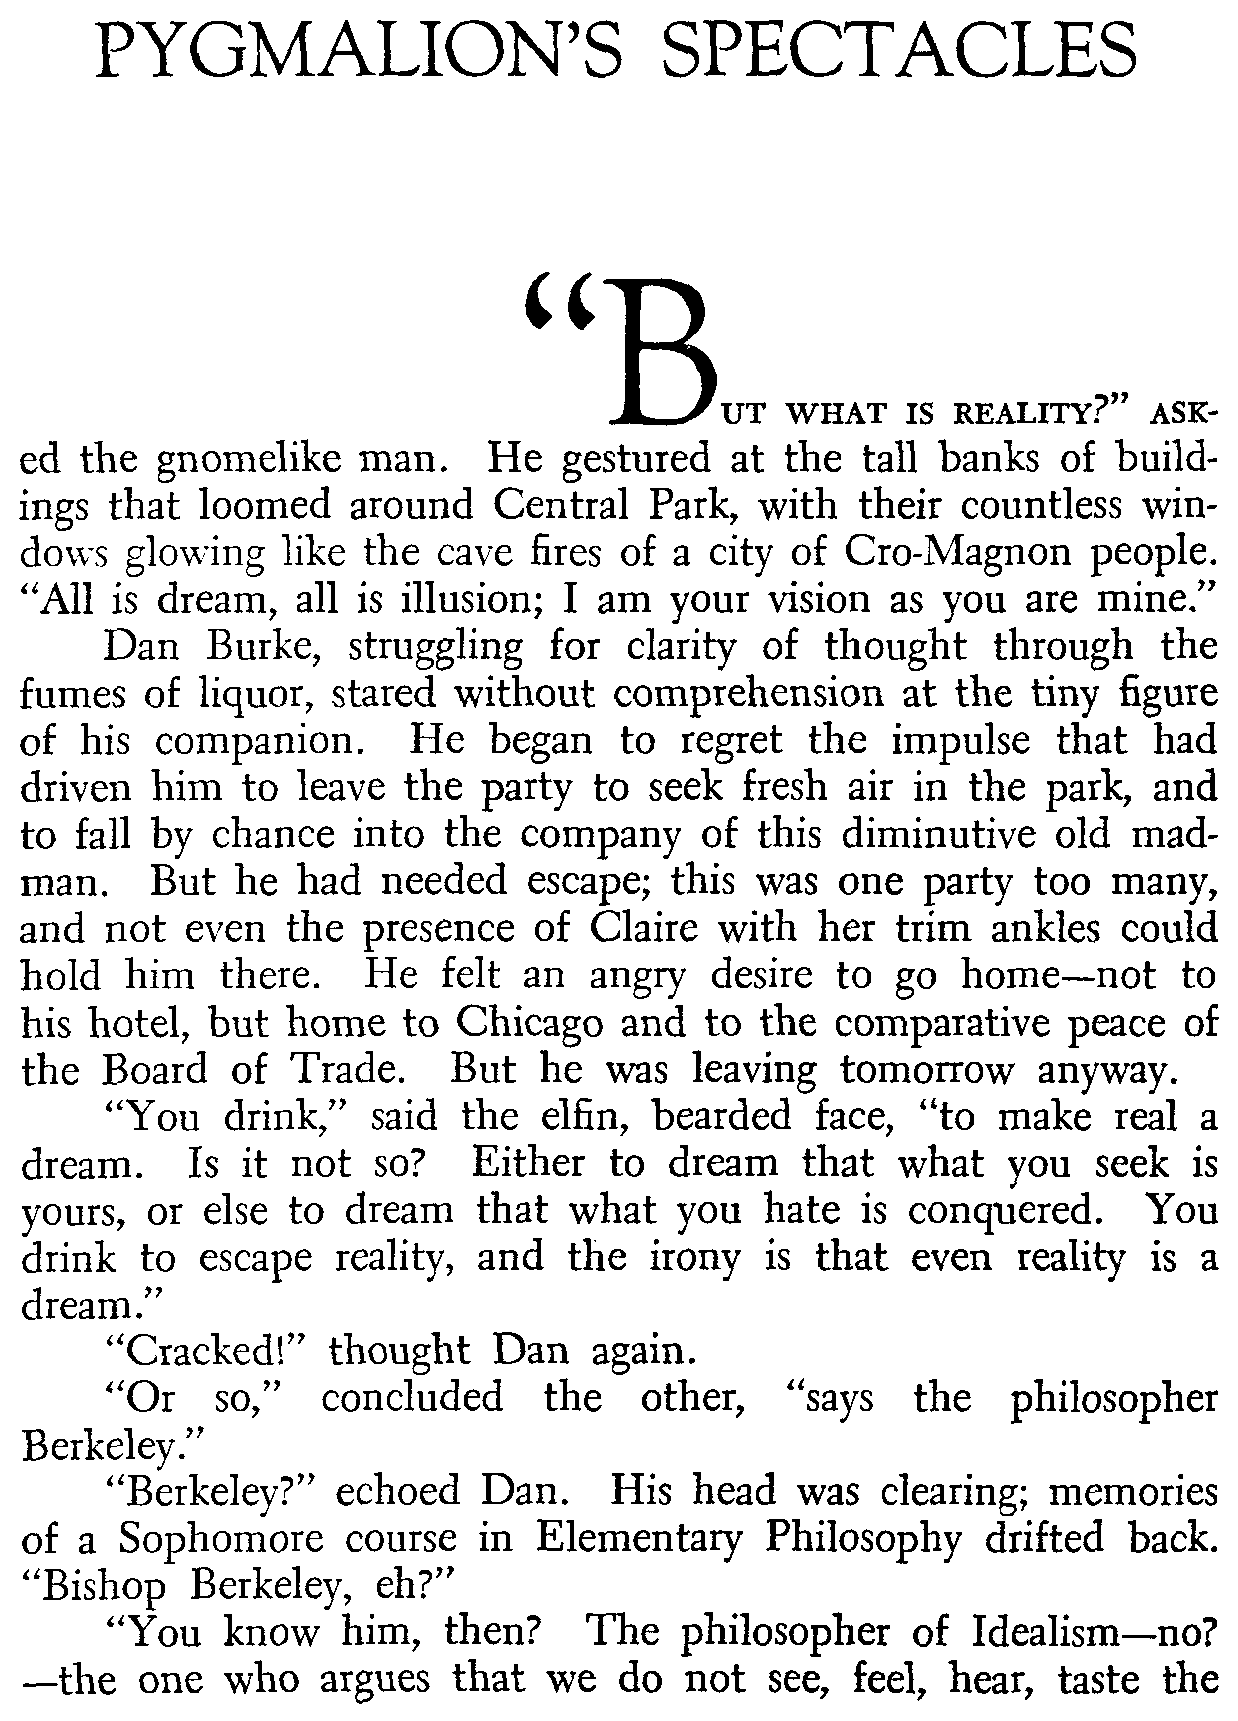 PYGMALION'S SPECTACLES
“BUT WHAT IS REALITY?” ASK-
ed the gnomelike man. He gestured at the tall banks of build-
ings that loomed around Central Park, with their countless win-
dows glowing like the cave fires of a city of Cro-Magnon people.
“All is dream, all is illusion; I am your vision as you are mine.”
Dan Burke, struggling for clarity of thought through the
fumes of liquor, stared without comprehension at the tiny figure
of his companion. He began to regret the impulse that had
driven him to leave the party to seek fresh air in the park, and
to fall by chance into the company of this diminutive old mad-
man. But he had needed escape; this was one party too many,
and not even the presence of Claire with her trim ankles could
hold him there. He felt an angry desire to go home—not to
his hotel, but home to Chicago and to the comparative peace of
the Board of Trade. But he was leaving tomorrow anyway.
“You drink,” said the elfin, bearded face, “to make real a
dream. Is it not so? Either to dream that what you seek is
yours, or else to dream that what you hate is conquered. You
drink to escape reality, and the irony is that even reality is a
dream.”
“Cracked!” thought Dan again.
“Or so,” concluded the other, “says the philosopher
Berkeley.”
“Berkeley?” echoed Dan. His head was clearing; memories
of a Sophomore course in Elementary Philosophy drifted back.
“Bishop Berkeley, eh?”
“You know him, then? The philosopher of Idealism—no?
—the one who argues that we do not see, feel, hear, taste the